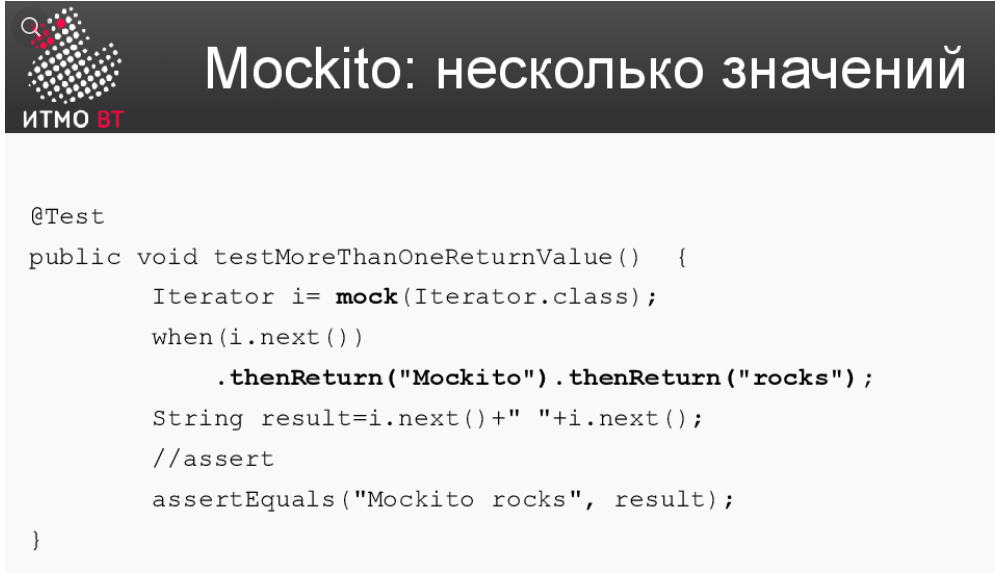 ИТМО ВТ
Mockito: несколько значений
@Test
public void testMoreThanOneReturnValue()  {
        Iterator i= mock(Iterator.class);
        when(i.next())
            .thenReturn("Mockito").thenReturn("rocks");
        String result=i.next()+" "+i.next();
        //assert
        assertEquals("Mockito rocks", result);
}